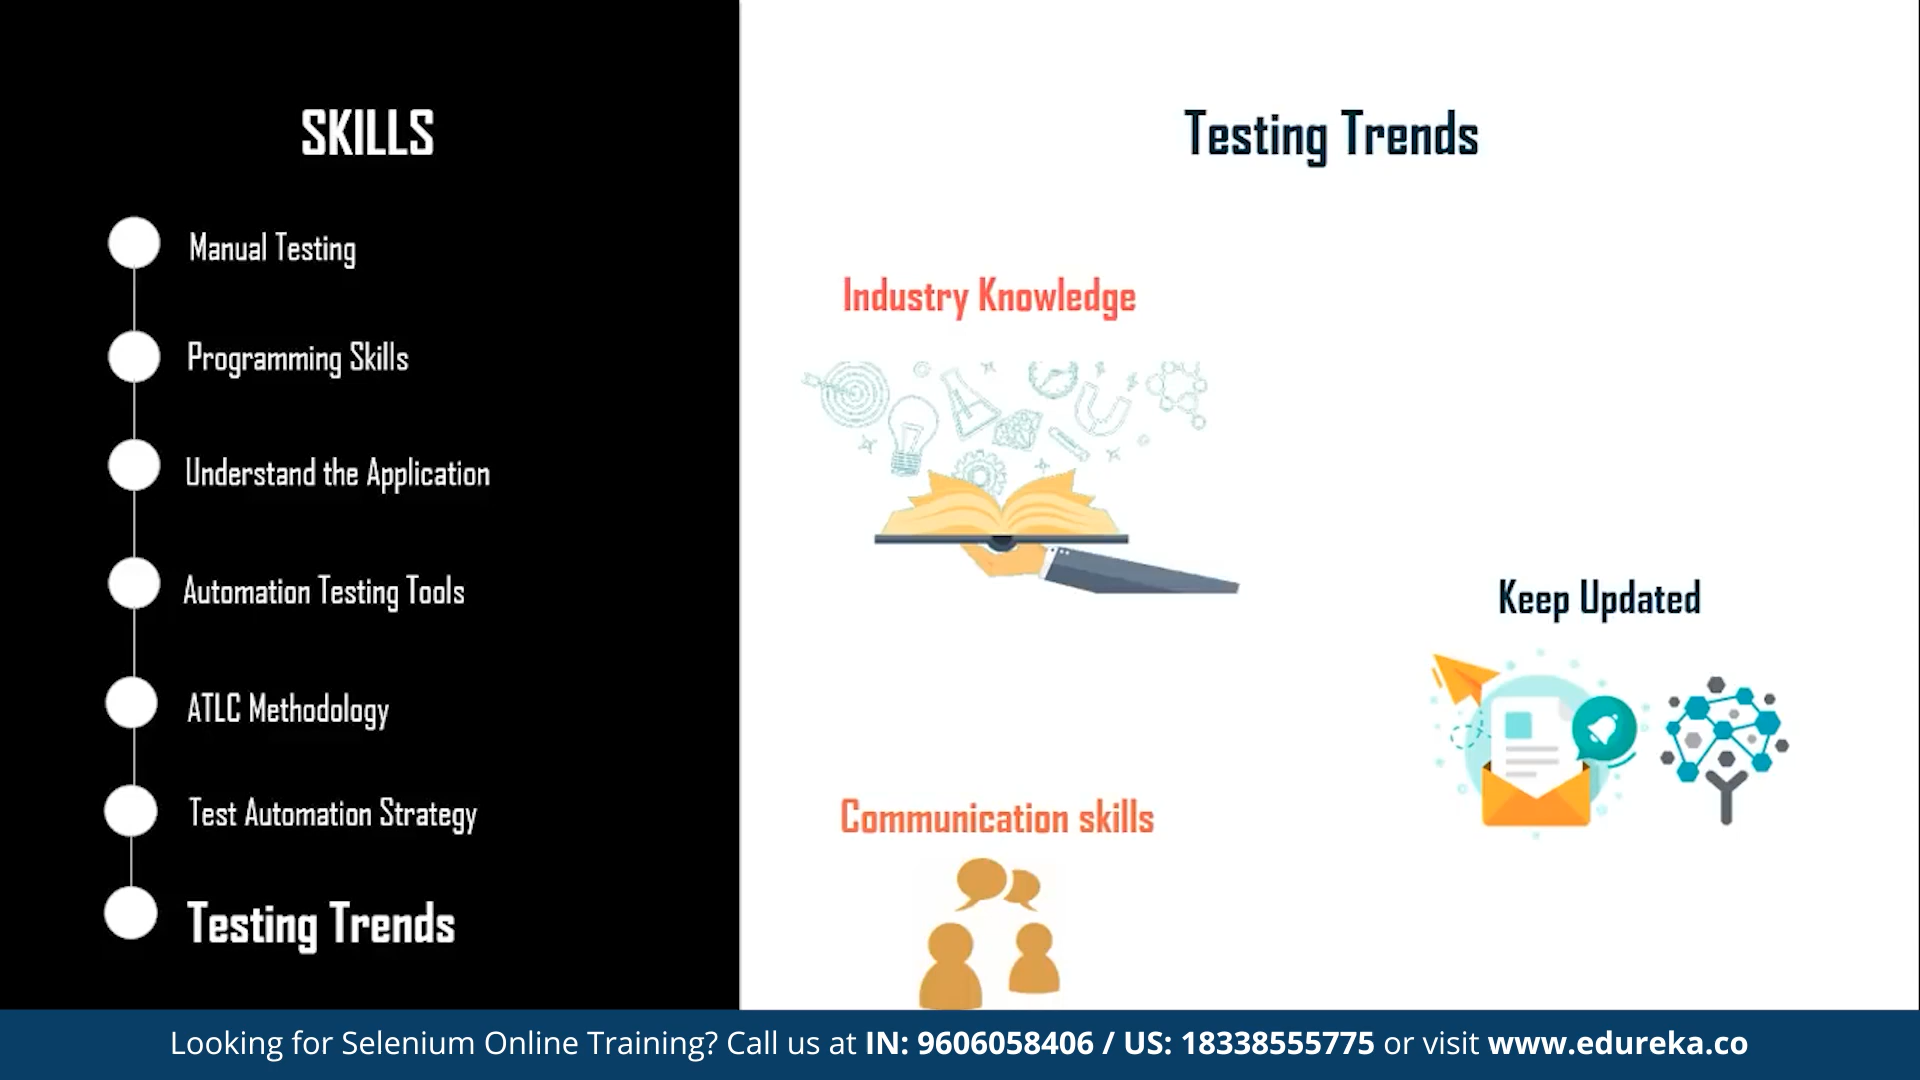 SKILLS
Manual Testing
Programming Skills
Understand the Application
Automation Testing Tools
ATLC Methodology
Test Automation Strategy
Testing Trends
Testing Trends
Industry Knowledge
Keep Updated
Communication skills
Looking for Selenium Online Training? Call us at IN: 9606058406 / US: 18338555775 or visit www.edureka.co